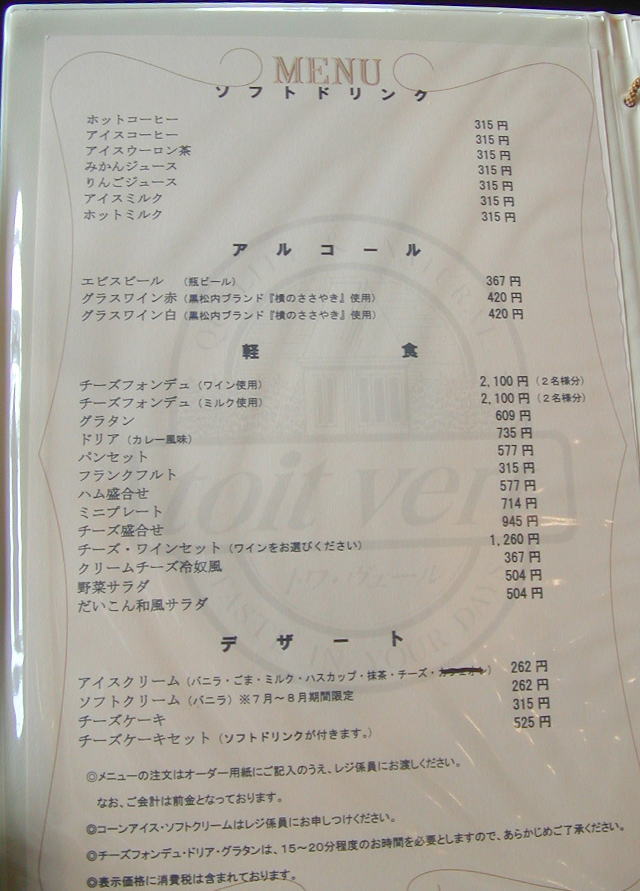 MENU
ソフトドリンク
ホットコーヒー 315円
アイスコーヒー 315円
アイスウーロン茶 315円
みかんジュース 315円
りんごジュース 315円
アイスミルク 315円
ホットミルク 315円
アルコール
エビスビール （瓶ビール） 367円
グラスワイン赤（黒松内ブランド『横のささやき』使用） 420円
グラスワイン白（黒松内ブランド『横のささやき』使用） 420円
軽食
チーズフォンデュ（ワイン使用） 2,100円（２名様分）
チーズフォンデュ（ミルク使用） 2,100円（２名様分）
グラタン 609円
ドリア（カレー風味） 735円
パンセット 577円
フランクフルト 315円
ハム盛合せ 577円
ミニプレート 714円
チーズ盛合せ 945円
チーズ・ワインセット（ワインをお選びください） 1,260円
クリームチーズ冷奴風 367円
野菜サラダ 504円
だいこん和風サラダ 504円
toit ver
トワ・ヴェール
デザート
アイスクリーム（バニラ・ごま・ミルク・ハスカップ・抹茶・チーズ・） 262円
ソフトクリーム（バニラ）※７月～８月期間限定 262円
チーズケーキ 315円
チーズケーキセット（ソフトドリンクが付きます。） 525円
◎メニューの注文はオーダー用紙にご記入のうえ、レジ係員にお渡しください。
なお、ご会計は前金となっております。
◎コーンアイス・ソフトクリームはレジ係員にお申しつけください。
◎チーズフォンデュ・ドリア・グラタンは、15～20分程度のお時間を必要としますので、あらかじめご了承ください。
◎表示価格に消費税は含まれております。